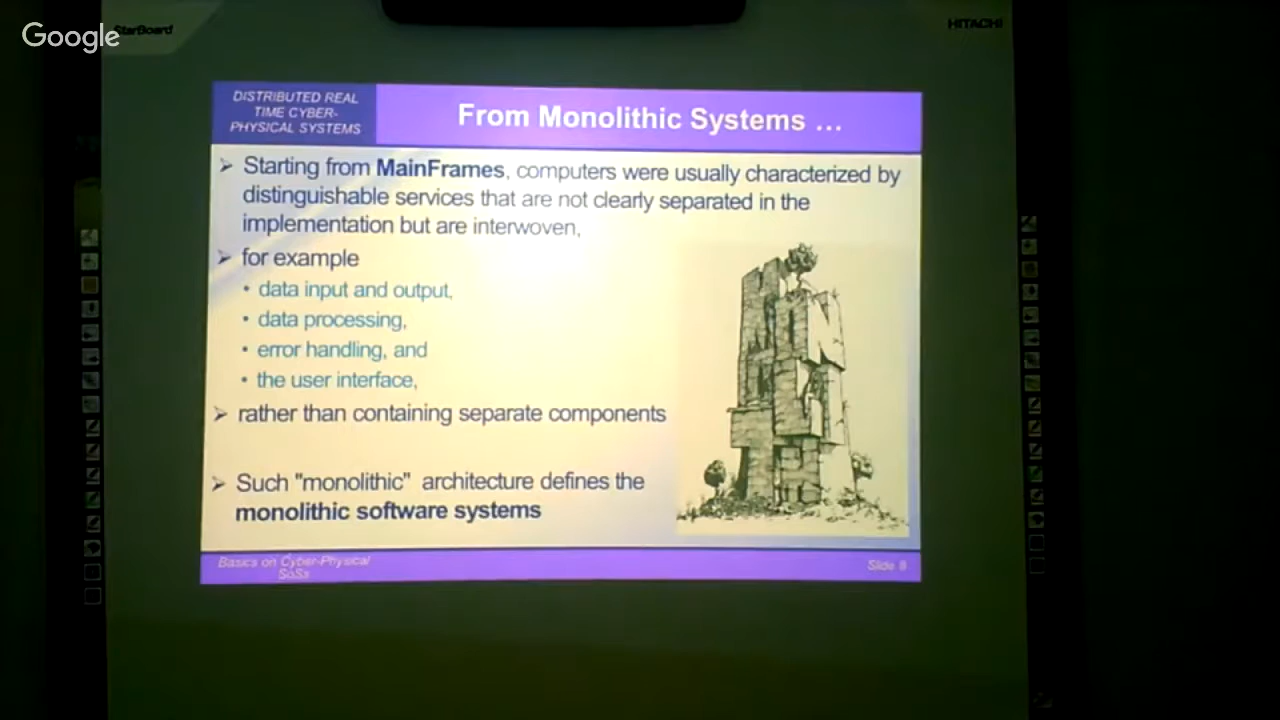 Google
StarBoard
HITACHI
DISTRIBUTED REAL
TIME CYBER-
PHYSICAL SYSTEMS
From Monolithic Systems ...
Starting from MainFrames, computers were usually characterized by
distinguishable services that are not clearly separated in the
implementation but are interwoven,
for example
• data input and output,
• data processing,
• error handling, and
• the user interface,
rather than containing separate components
Such "monolithic" architecture defines the
monolithic software systems
Basics on Cyber-Physical
SoSs
Slide 8